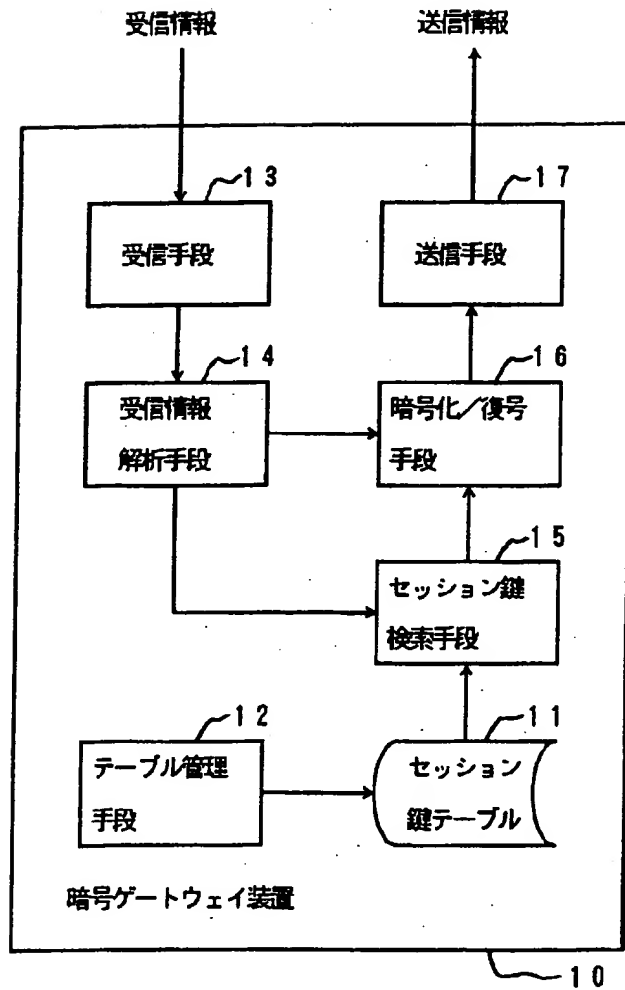 受信情報
送信情報
13
受信手段
17
送信手段
14
受信情報
解析手段
16
暗号化／復号
手段
15
セッション鍵
検索手段
12
テーブル管理
手段
11
セッション
鍵テーブル
暗号ゲートウェイ装置
10